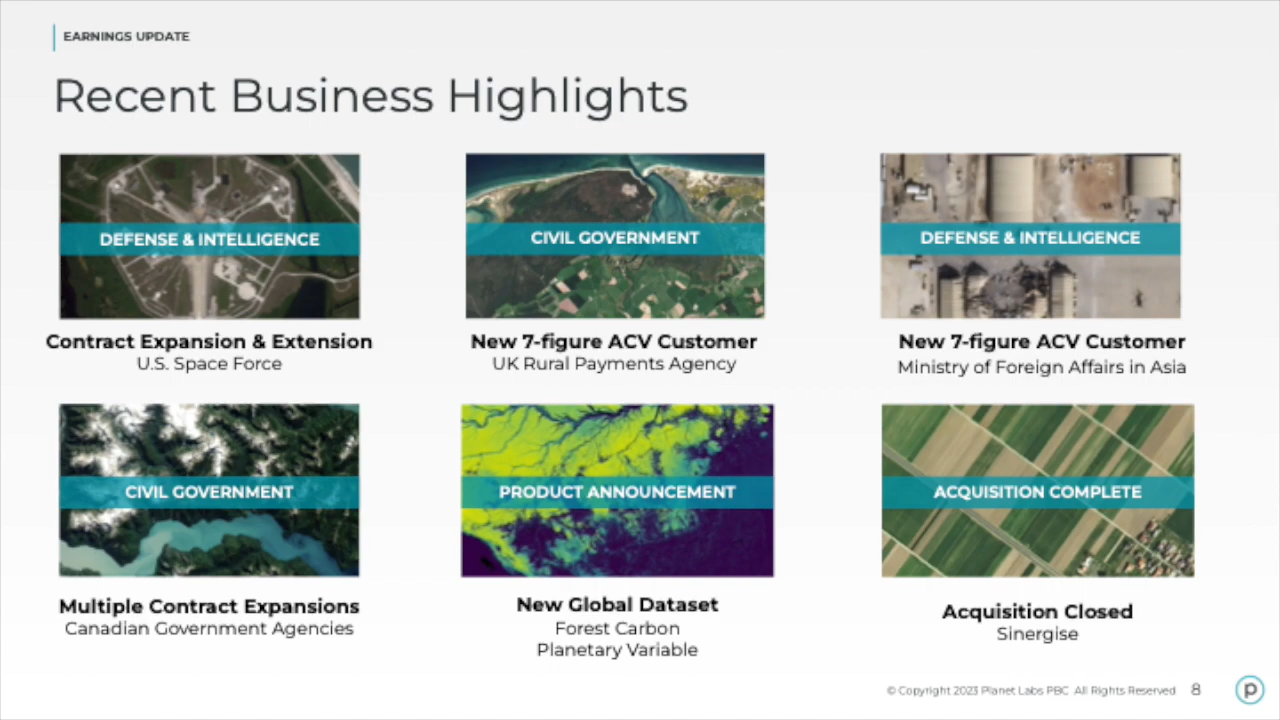 EARNINGS UPDATE
Recent Business Highlights
DEFENSE & INTELLIGENCE
Contract Expansion & Extension
U.S. Space Force
CIVIL GOVERNMENT
New 7-figure ACV Customer
UK Rural Payments Agency
DEFENSE & INTELLIGENCE
New 7-figure ACV Customer
Ministry of Foreign Affairs in Asia
CIVIL GOVERNMENT
Multiple Contract Expansions
Canadian Government Agencies
PRODUCT ANNOUNCEMENT
New Global Dataset
Forest Carbon
Planetary Variable
ACQUISITION COMPLETE
Acquisition Closed
Sinergise
© Copyright 2023 Planet Labs PBC All Rights Reserved 8
p